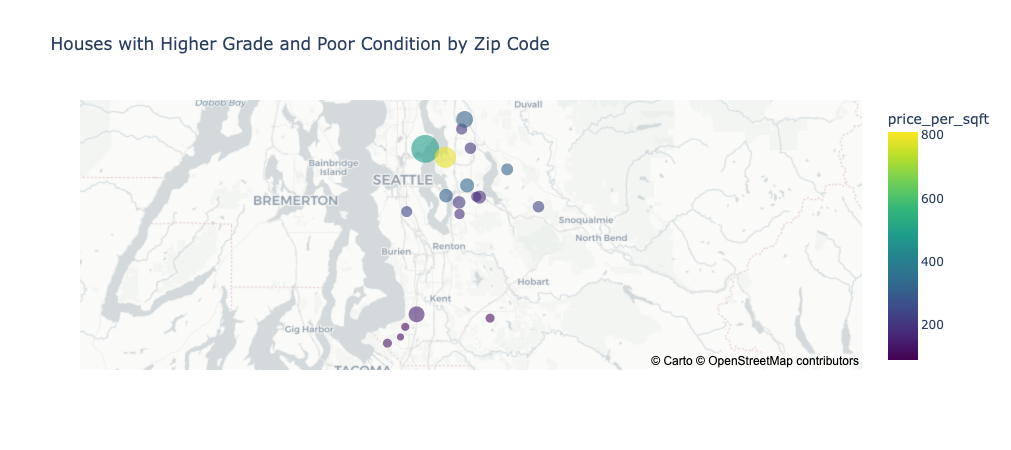 Houses with Higher Grade and Poor Condition by Zip Code
Dabob Bay
Duvall
price_per_sqft
800
Bainbridge
Island
SEATTLE
BREMERTON
600
Snoqualmie
North Bend
Burien
Renton
400
Hobart
Kent
Gig Harbor
200
TACOMA
© Carto © OpenStreetMap contributors